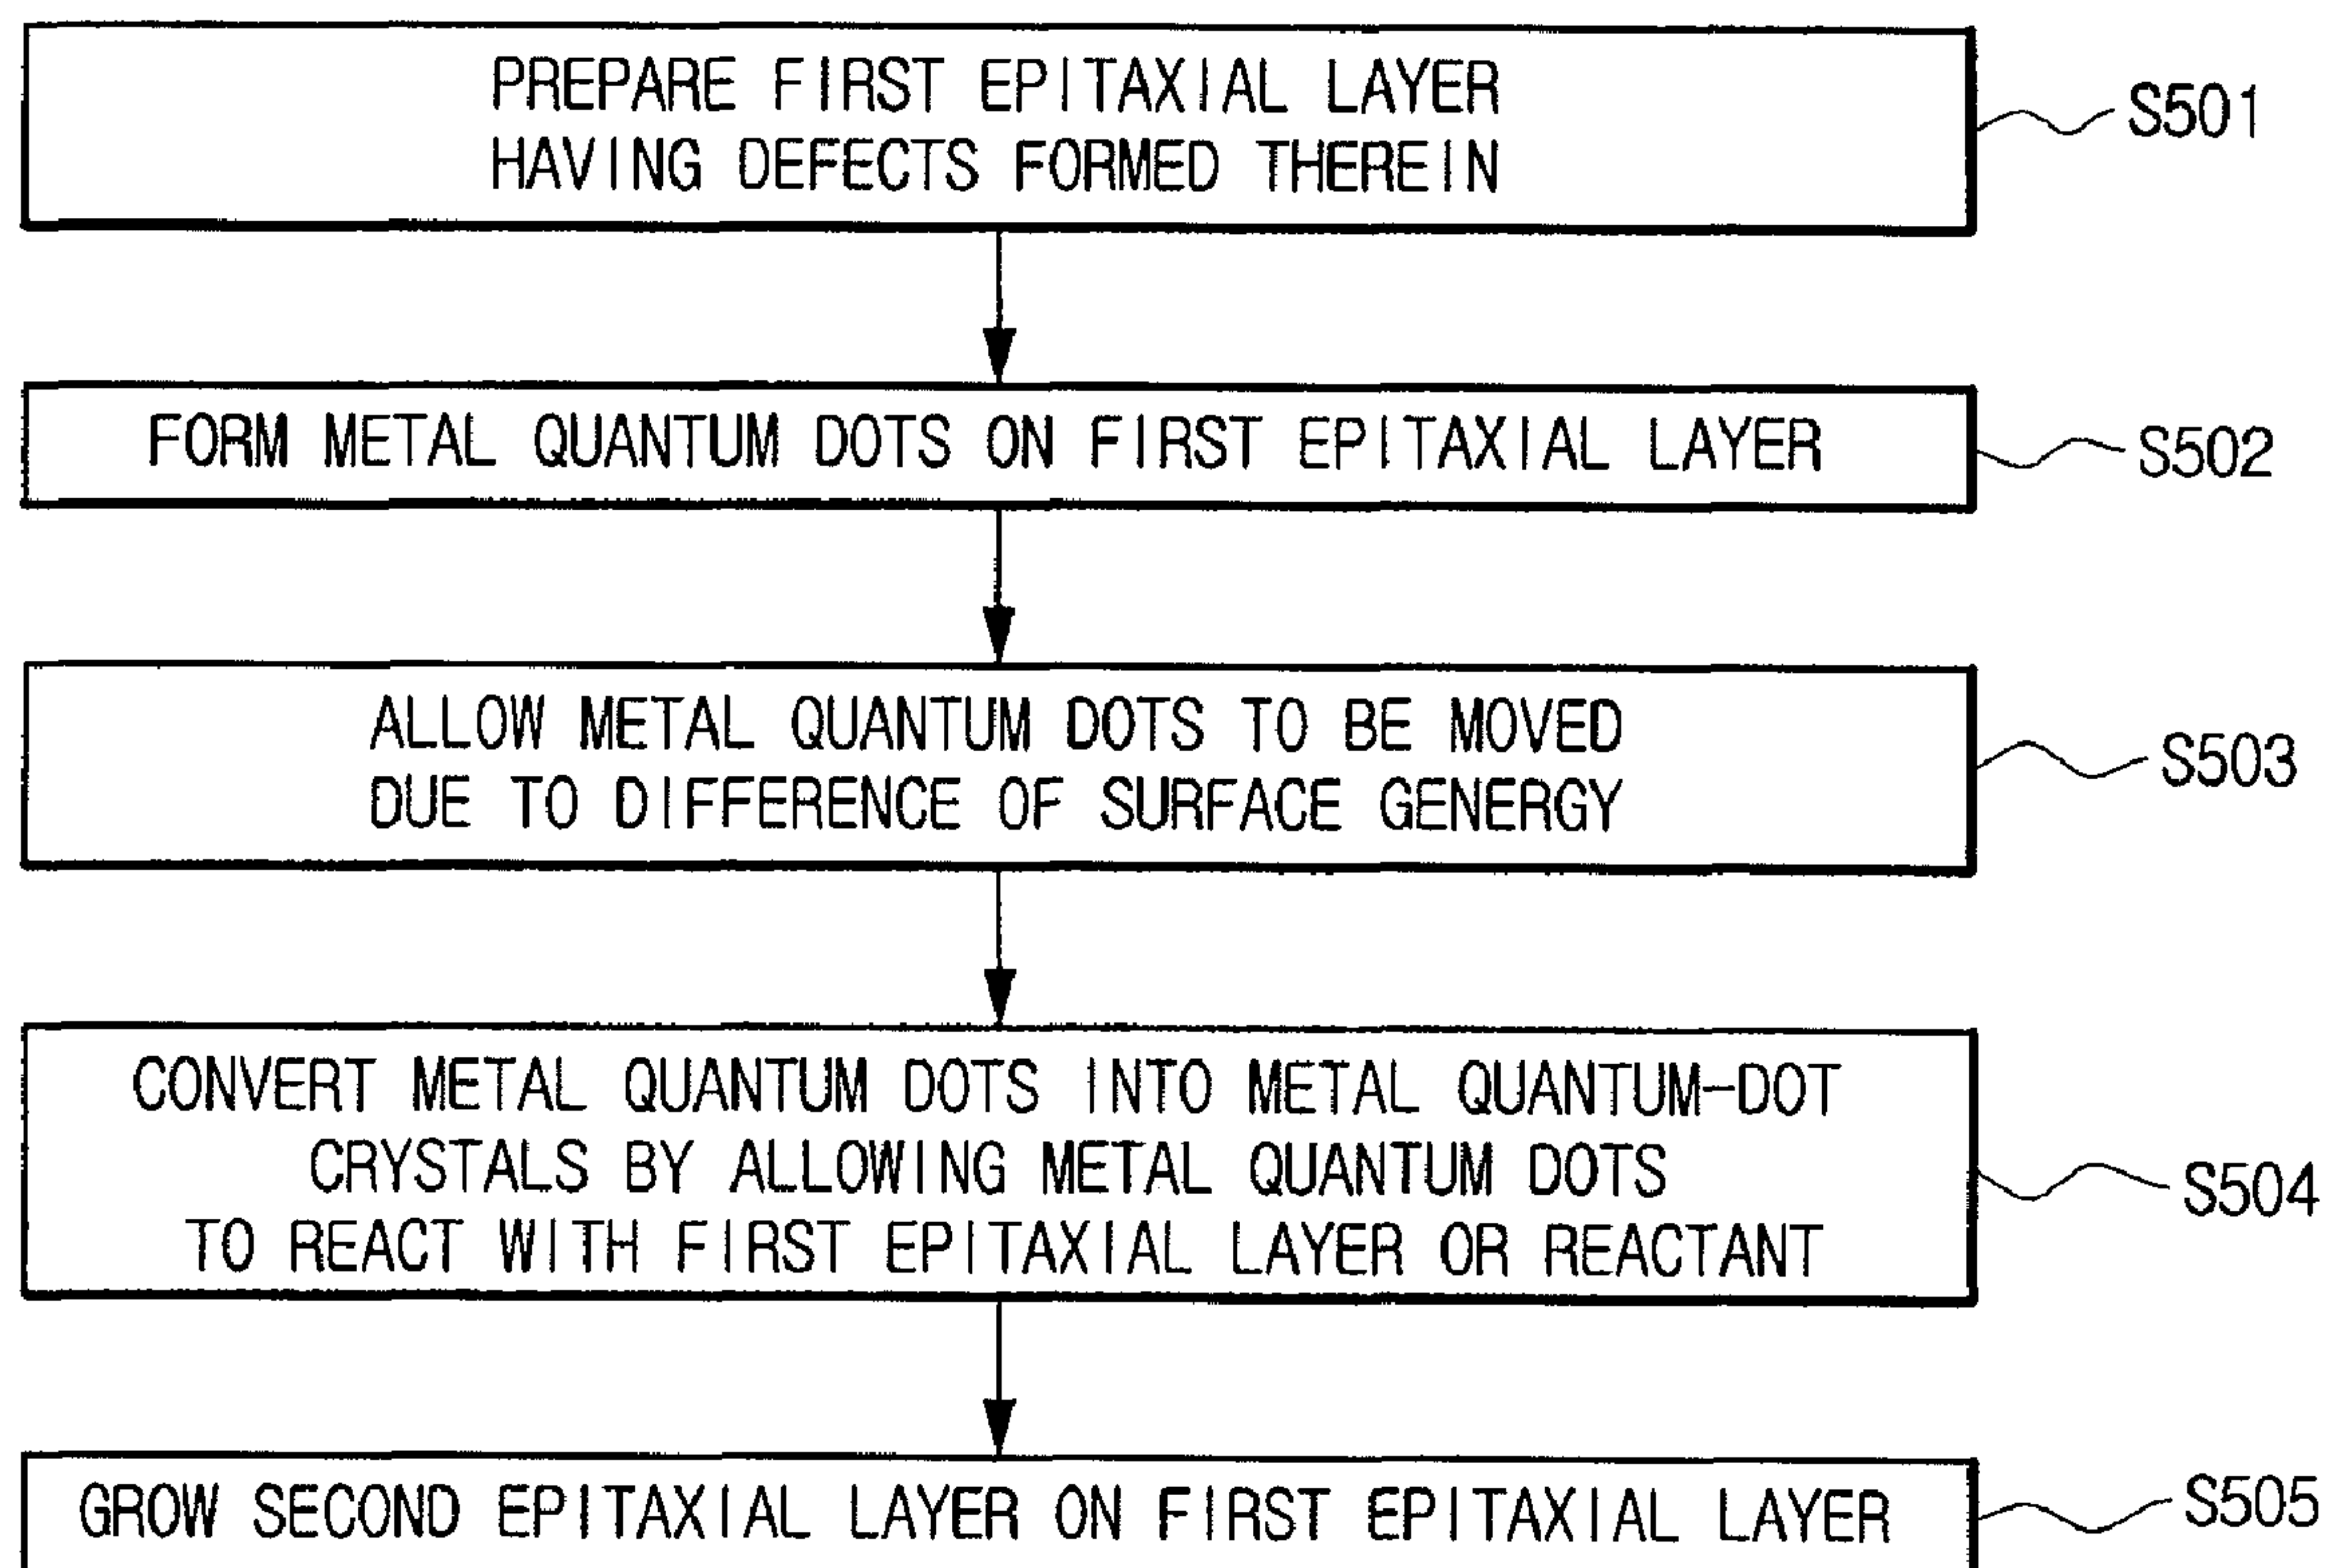 PREPARE FIRST EPITAXIAL LAYER
HAVING DEFECTS FORMED THEREIN
S501
FORM METAL QUANTUM DOTS ON FIRST EPITAXIAL LAYER
S502
ALLOW METAL QUANTUM DOTS TO BE MOVED
DUE TO DIFFERENCE OF SURFACE GENERGY
S503
CONVERT METAL QUANTUM DOTS INTO METAL QUANTUM-DOT
CRYSTALS BY ALLOWING METAL QUANTUM DOTS
TO REACT WITH FIRST EPITAXIAL LAYER OR REACTANT
S504
GROW SECOND EPITAXIAL LAYER ON FIRST EPITAXIAL LAYER
S505